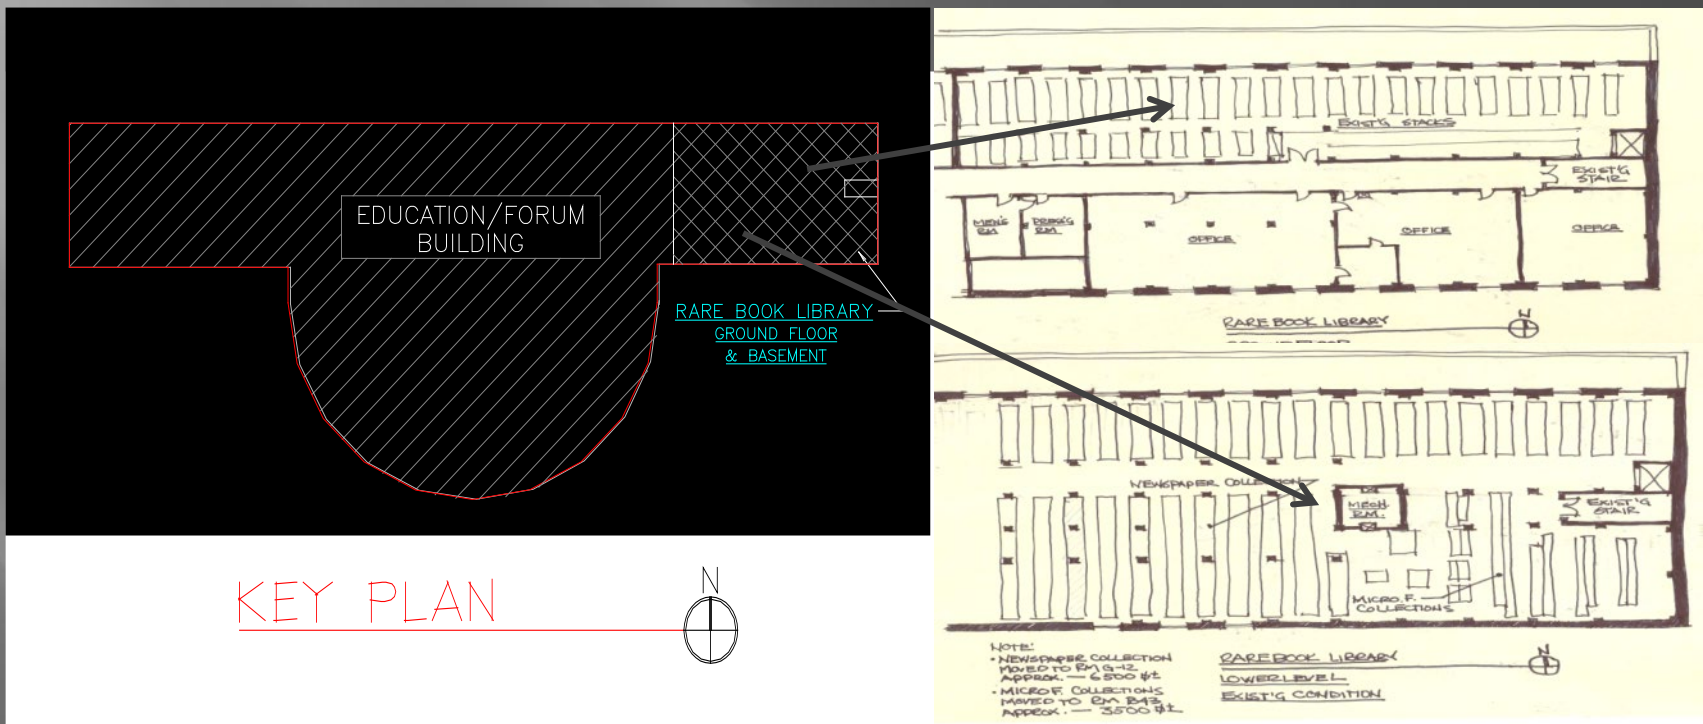 EDUCATION/FORUM
BUILDING
RARE BOOK LIBRARY
GROUND FLOOR
& BASEMENT
KEY PLAN
N
EXIST'G STACKS
EXIST'G
STAIR
MEN'S
RM
RM.
OFFICE
OFFICE
OFFICE
RARE BOOK LIBRARY
N
NEWSPAPER COLLECTION
MECH.
RM.
EXIST'G
STAIR
MICRO.F.
COLLECTIONS
NOTE:
• NEWSPAPER COLLECTION
MOVED TO RM G-12
APPROX. — 6500
• MICRO F. COLLECTIONS
MOVED TO RM B43
APPROX. — 3500
RARE BOOK LIBRARY
LOWER LEVEL
EXIST'G CONDITION
N